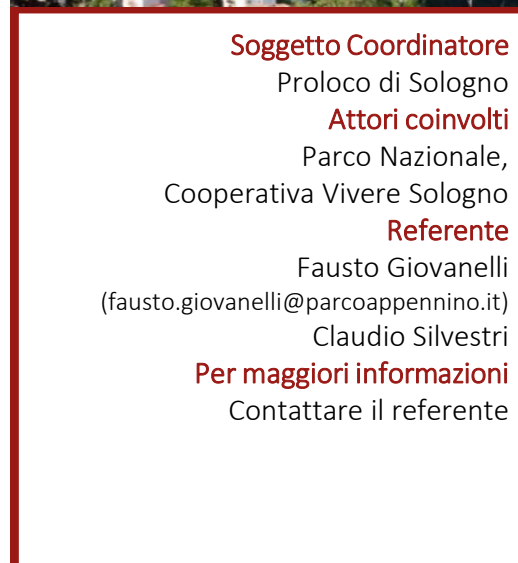 Soggetto Coordinatore
Proloco di Sologno
Attori coinvolti
Parco Nazionale,
Cooperativa Vivere Sologno
Referente
Fausto Giovanelli
(fausto.giovanelli@parcoappennino.it)
Claudio Silvestri
Per maggiori informazioni
Contattare il referente